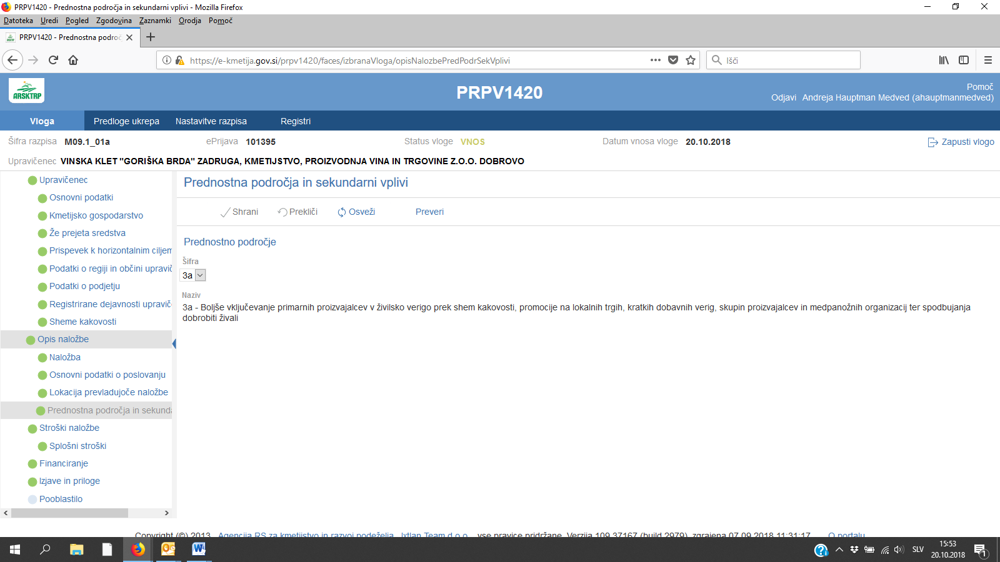 PRPV1420 - Prednostna področja in sekundarni vplivi - Mozilla Firefox
Datoteka Uredi Pogled Zgodovina Zaznamki Orodja Pomoč
PRPV1420 - Prednostna področ
https://e-kmetija.gov.si/prpv1420/faces/izbranaVloga/opisNalozbePredPodrSekVplivi
Išči
ARSKTRP
PRPV1420
Pomoč
Odjavi Andreja Hauptman Medved (ahauptmanmedved)
Vloga Predloge ukrepa Nastavitve razpisa Registri
Šifra razpisa M09.1_01a ePrijava 101395 Status vloge VNOS Datum vnosa vloge 20.10.2018 Zapusti vlogo
Upravičenec VINSKA KLET "GORIŠKA BRDA" ZADRUGA, KMETIJSTVO, PROIZVODNJA VINA IN TRGOVINE Z.O.O. DOBROVO
Upravičenec
Osnovni podatki
Kmetijsko gospodarstvo
Že prejeta sredstva
Prispevek k horizontalnim ciljem
Podatki o regiji in občini upravič
Podatki o podjetju
Registrirane dejavnosti upravič
Sheme kakovosti
Opis naložbe
Naložba
Osnovni podatki o poslovanju
Lokacija prevladujoče naložbe
Prednostna področja in sekund
Stroški naložbe
Splošni stroški
Financiranje
Izjave in priloge
Pooblastilo
Prednostna področja in sekundarni vplivi
Shrani Prekliči Osveži Preveri
Prednostno področje
Šifra
3a
Naziv
3a - Boljše vključevanje primarnih proizvajalcev v živilsko verigo prek shem kakovosti, promocije na lokalnih trgih, kratkih dobavnih verig, skupin proizvajalcev in medpanožnih organizacij ter spodbujanja
dobrobiti živali
Copyright (©) 2013 Agencija RS za kmetijstvo in razvoj podeželja, Ixtlan Team d.o.o., vse pravice pridržane. Verzija 109.37167 (build 2979), zgrajena 07.09.2018 11:31:17 O portalu
SLV
15:53
20.10.2018
1